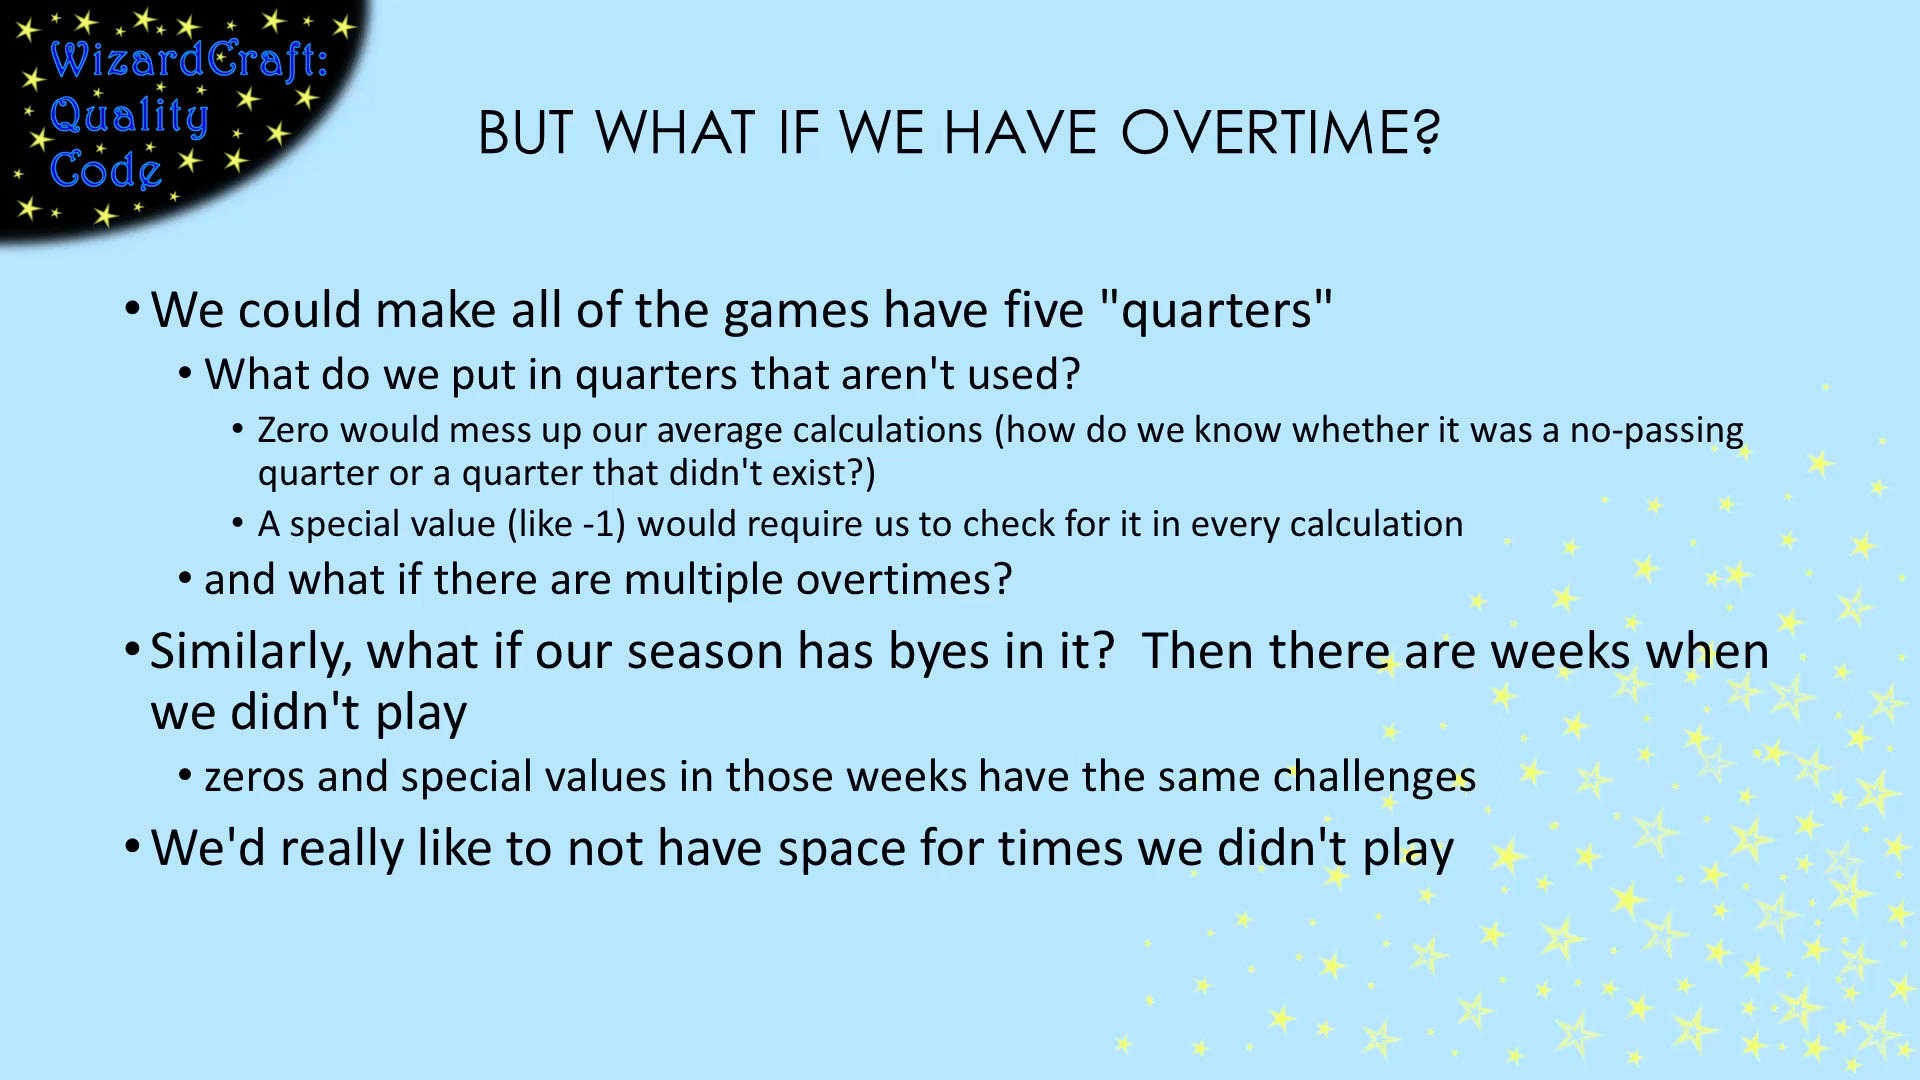 WizardCraft:
Quality
Code
BUT WHAT IF WE HAVE OVERTIME?
• We could make all of the games have five "quarters"
• What do we put in quarters that aren't used?
• Zero would mess up our average calculations (how do we know whether it was a no-passing
quarter or a quarter that didn't exist?)
• A special value (like -1) would require us to check for it in every calculation
• and what if there are multiple overtimes?
• Similarly, what if our season has byes in it?  Then there are weeks when
we didn't play
• zeros and special values in those weeks have the same challenges
• We'd really like to not have space for times we didn't play